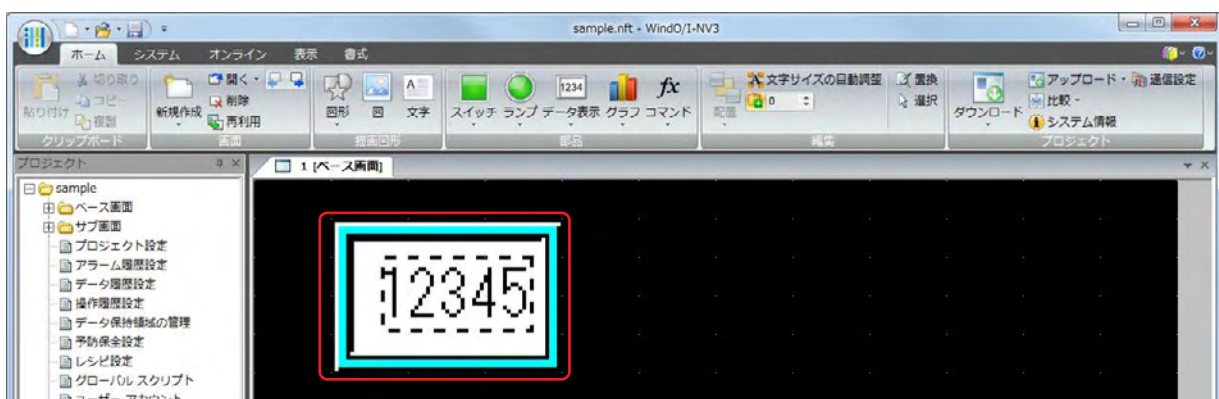 sample.nft - WindO/I-NV3
ホーム システム オンライン 表示 書式
貼り付け 切り取り コピー 複製 新規作成 開く 削除 再利用 図形 図 文字 スイッチ ランプ 1234 データ表示 グラフ fx コマンド 配置 文字サイズの自動調整 0 置換 選択 ダウンロード アップロード 比較 システム情報 通信設定
クリップボード 画面 描画図形 部品 編集 プロジェクト
プロジェクト
1 [ベース画面]
sample
ベース画面
サブ画面
プロジェクト設定
アラーム履歴設定
データ履歴設定
操作履歴設定
データ保持領域の管理
予防保全設定
レシピ設定
グローバル スクリプト
ユーザー アカウント
12345